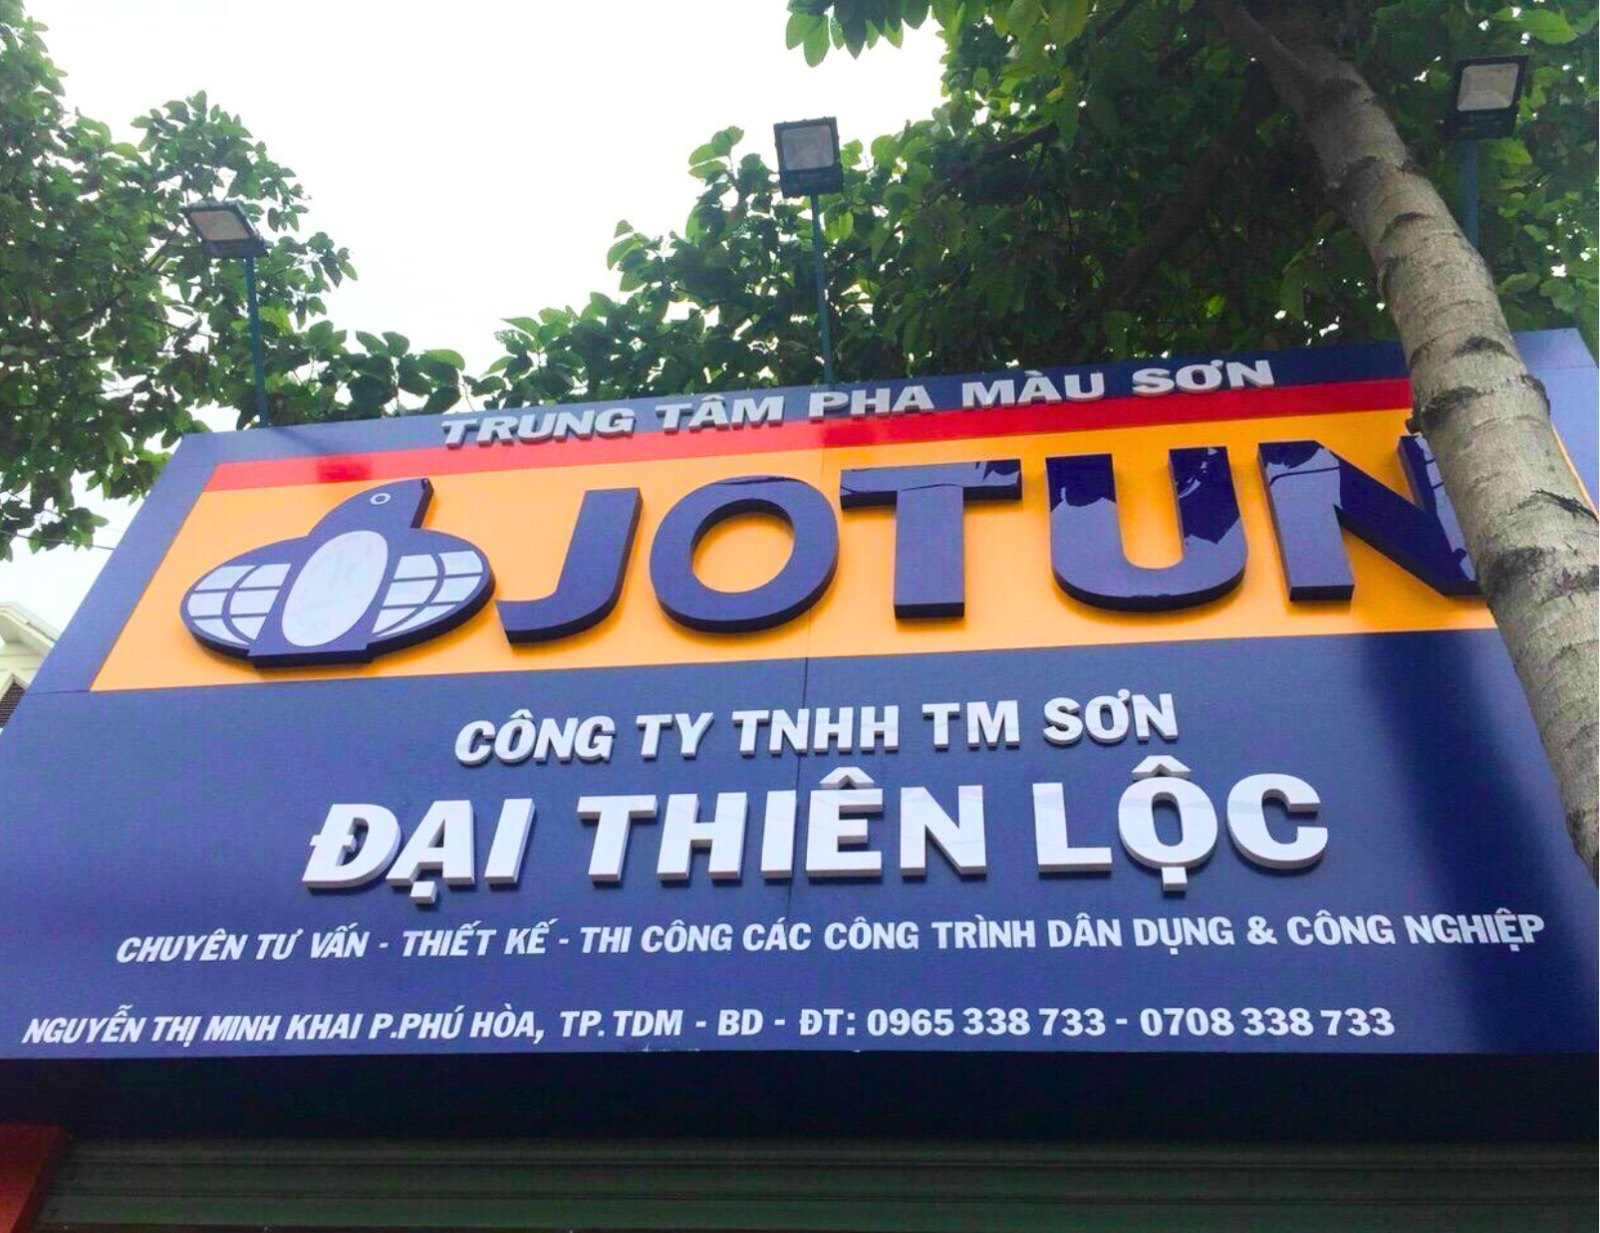 TRUNG TÂM PHA MÀU SƠN
JOTUN
CÔNG TY TNHH TM SƠN
ĐẠI THIÊN LỘC
CHUYÊN TƯ VẤN - THIẾT KẾ - THI CÔNG CÁC CÔNG TRÌNH DÂN DỤNG & CÔNG NGHIỆP
NGUYỄN THỊ MINH KHAI P.PHÚ HÒA, TP. TDM - BD - ĐT: 0965 338 733 - 0708 338 733